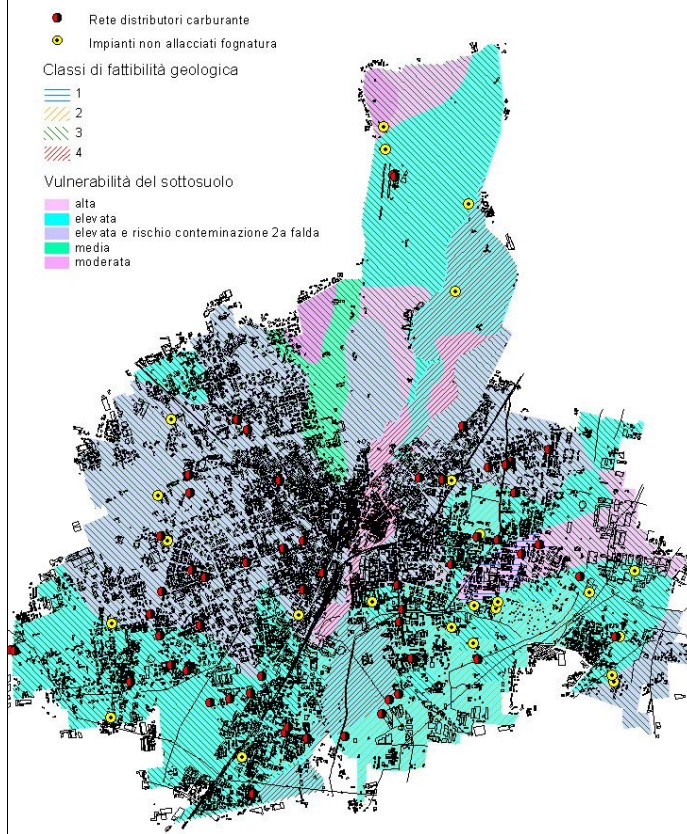 Rete distributori carburante
Impianti non allacciati fognatura
Classi di fattibilità geologica
1
2
3
4
Vulnerabilità del sottosuolo
alta
elevata
elevata e rischio conteminazione 2a falda
media
moderata